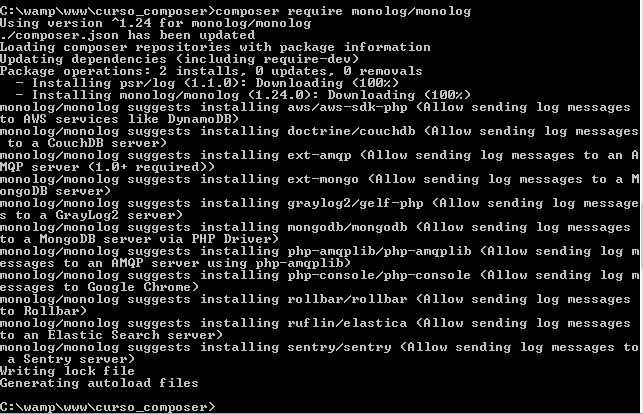 C:\wamp\www\curso_composer>composer require monolog/monolog
Using version ^1.24 for monolog/monolog
./composer.json has been updated
Loading composer repositories with package information
Updating dependencies (including require-dev)
Package operations: 2 installs, 0 updates, 0 removals
  - Installing psr/log (1.1.0): Downloading (100%)
  - Installing monolog/monolog (1.24.0): Downloading (100%)
monolog/monolog suggests installing aws/aws-sdk-php (Allow sending log messages
to AWS services like DynamoDB)
monolog/monolog suggests installing doctrine/couchdb (Allow sending log messages
 to a CouchDB server)
monolog/monolog suggests installing ext-amqp (Allow sending log messages to an A
MQP server (1.0+ required))
monolog/monolog suggests installing ext-mongo (Allow sending log messages to a M
ongoDB server)
monolog/monolog suggests installing graylog2/gelf-php (Allow sending log message
s to a GrayLog2 server)
monolog/monolog suggests installing mongodb/mongodb (Allow sending log messages
to a MongoDB server via PHP Driver)
monolog/monolog suggests installing php-amqplib/php-amqplib (Allow sending log m
essages to an AMQP server using php-amqplib)
monolog/monolog suggests installing php-console/php-console (Allow sending log m
essages to Google Chrome)
monolog/monolog suggests installing rollbar/rollbar (Allow sending log messages
to Rollbar)
monolog/monolog suggests installing ruflin/elastica (Allow sending log messages
to an Elastic Search server)
monolog/monolog suggests installing sentry/sentry (Allow sending log messages to
 a Sentry server)
Writing lock file
Generating autoload files
C:\wamp\www\curso_composer>